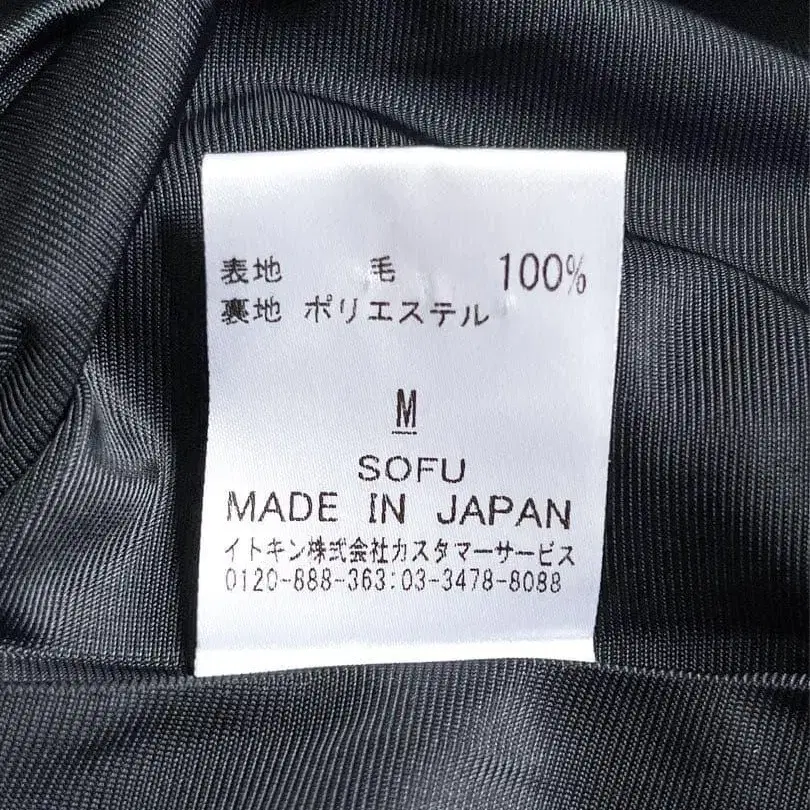 表地 毛 100%
裏地 ポリエステル
M
SOFU
MADE IN JAPAN
イトキン株式会社カスタマーサービス
0120-888-363:03-3478-8088